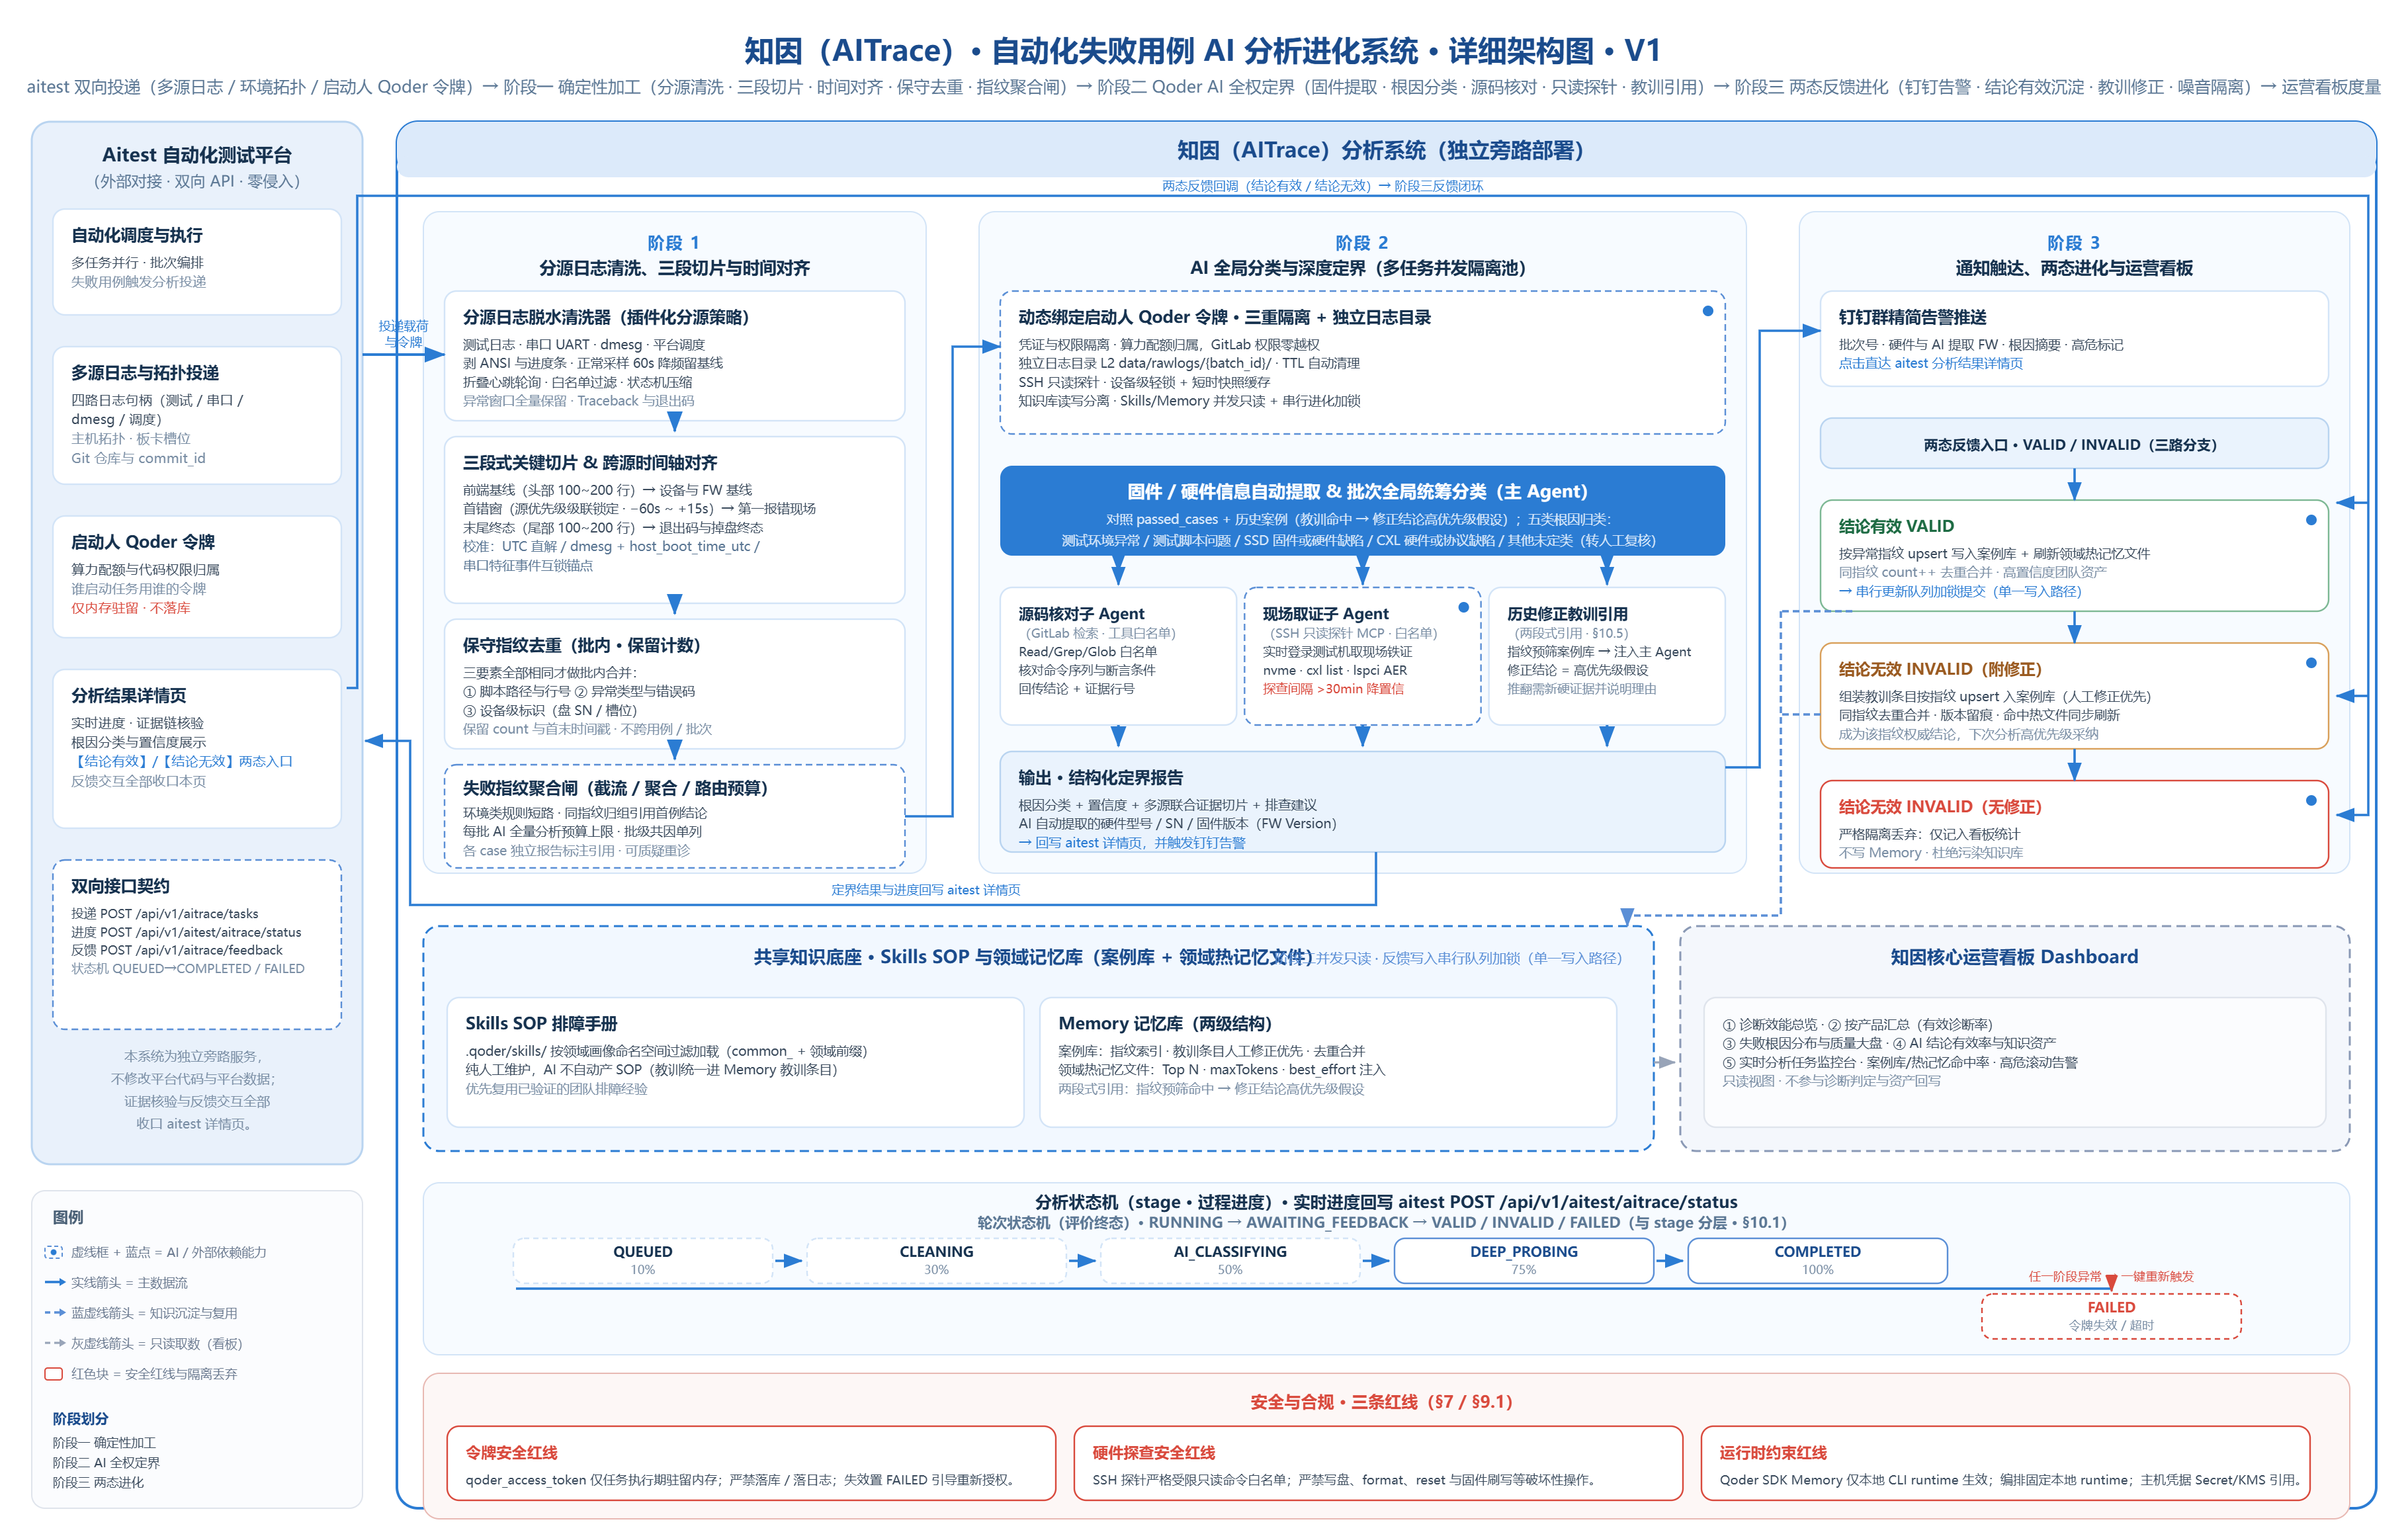 知因（AITrace）• 自动化失败用例 AI 分析进化系统 • 详细架构图 • V1
aitest 双向投递（多源日志 / 环境拓扑 / 启动人 Qoder 令牌）→ 阶段一 确定性加工（分源清洗 · 三段切片 · 时间对齐 · 保守去重 · 指纹聚合闸）→ 阶段二 Qoder AI 全权定界（固件提取 · 根因分类 · 源码核对 · 只读探针 · 教训引用）→ 阶段三 两态反馈进化（钉钉告警 · 结论有效沉淀 · 教训修正 · 噪音隔离）→ 运营看板度量
Aitest 自动化测试平台
（外部对接 · 双向 API · 零侵入）
自动化调度与执行
多任务并行 · 批次编排
失败用例触发分析投递
多源日志与拓扑投递
四路日志句柄（测试 / 串口 /
dmesg / 调度）
主机拓扑 · 板卡槽位
Git 仓库与 commit_id
启动人 Qoder 令牌
算力配额与代码权限归属
谁启动任务用谁的令牌
仅内存驻留 · 不落库
分析结果详情页
实时进度 · 证据链核验
根因分类与置信度展示
【结论有效】/【结论无效】两态入口
反馈交互全部收口本页
双向接口契约
投递 POST /api/v1/aitrace/tasks
进度 POST /api/v1/aitest/aitrace/status
反馈 POST /api/v1/aitrace/feedback
状态机 QUEUED→COMPLETED / FAILED
本系统为独立旁路服务，
不修改平台代码与平台数据；
证据核验与反馈交互全部
收口 aitest 详情页。
图例
虚线框 + 蓝点 = AI / 外部依赖能力
实线箭头 = 主数据流
蓝虚线箭头 = 知识沉淀与复用
灰虚线箭头 = 只读取数（看板）
红色块 = 安全红线与隔离丢弃
阶段划分
阶段一 确定性加工
阶段二 AI 全权定界
阶段三 两态进化
知因（AITrace）分析系统（独立旁路部署）
两态反馈回调（结论有效 / 结论无效）→ 阶段三反馈闭环
投递载荷
与令牌
阶段 1
分源日志清洗、三段切片与时间对齐
分源日志脱水清洗器（插件化分源策略）
测试日志 · 串口 UART · dmesg · 平台调度
剥 ANSI 与进度条 · 正常采样 60s 降频留基线
折叠心跳轮询 · 白名单过滤 · 状态机压缩
异常窗口全量保留 · Traceback 与退出码
三段式关键切片 & 跨源时间轴对齐
前端基线（头部 100~200 行）→ 设备与 FW 基线
首错窗（源优先级级联锁定 · −60s ~ +15s）→ 第一报错现场
末尾终态（尾部 100~200 行）→ 退出码与掉盘终态
校准：UTC 直解 / dmesg + host_boot_time_utc /
串口特征事件互锁锚点
保守指纹去重（批内 · 保留计数）
三要素全部相同才做批内合并：
① 脚本路径与行号 ② 异常类型与错误码
③ 设备级标识（盘 SN / 槽位）
保留 count 与首末时间戳 · 不跨用例 / 批次
失败指纹聚合闸（截流 / 聚合 / 路由预算）
环境类规则短路 · 同指纹归组引用首例结论
每批 AI 全量分析预算上限 · 批级共因单列
各 case 独立报告标注引用 · 可质疑重诊
阶段 2
AI 全局分类与深度定界（多任务并发隔离池）
动态绑定启动人 Qoder 令牌 • 三重隔离 + 独立日志目录
凭证与权限隔离 · 算力配额归属，GitLab 权限零越权
独立日志目录 L2 data/rawlogs/{batch_id}/ · TTL 自动清理
SSH 只读探针 · 设备级轻锁 + 短时快照缓存
知识库读写分离 · Skills/Memory 并发只读 + 串行进化加锁
固件 / 硬件信息自动提取 & 批次全局统筹分类（主 Agent）
对照 passed_cases + 历史案例（教训命中 → 修正结论高优先级假设）；五类根因归类：
测试环境异常 / 测试脚本问题 / SSD 固件或硬件缺陷 / CXL 硬件或协议缺陷 / 其他未定类（转人工复核）
源码核对子 Agent
（GitLab 检索 · 工具白名单）
Read/Grep/Glob 白名单
核对命令序列与断言条件
回传结论 + 证据行号
现场取证子 Agent
（SSH 只读探针 MCP · 白名单）
实时登录测试机取现场铁证
nvme · cxl list · lspci AER
探查间隔 >30min 降置信
历史修正教训引用
（两段式引用 · §10.5）
指纹预筛案例库 → 注入主 Agent
修正结论 = 高优先级假设
推翻需新硬证据并说明理由
输出 • 结构化定界报告
根因分类 + 置信度 + 多源联合证据切片 + 排查建议
AI 自动提取的硬件型号 / SN / 固件版本（FW Version）
→ 回写 aitest 详情页，并触发钉钉告警
定界结果与进度回写 aitest 详情页
阶段 3
通知触达、两态进化与运营看板
钉钉群精简告警推送
批次号 · 硬件与 AI 提取 FW · 根因摘要 · 高危标记
点击直达 aitest 分析结果详情页
两态反馈入口 • VALID / INVALID（三路分支）
结论有效 VALID
按异常指纹 upsert 写入案例库 + 刷新领域热记忆文件
同指纹 count++ 去重合并 · 高置信度团队资产
→ 串行更新队列加锁提交（单一写入路径）
结论无效 INVALID（附修正）
组装教训条目按指纹 upsert 入案例库（人工修正优先）
同指纹去重合并 · 版本留痕 · 命中热文件同步刷新
成为该指纹权威结论，下次分析高优先级采纳
结论无效 INVALID（无修正）
严格隔离丢弃：仅记入看板统计
不写 Memory · 杜绝污染知识库
共享知识底座 • Skills SOP 与领域记忆库（案例库 + 领域热记忆文件）
并发只读 · 反馈写入串行队列加锁（单一写入路径）
Skills SOP 排障手册
.qoder/skills/ 按领域画像命名空间过滤加载（common_ + 领域前缀）
纯人工维护，AI 不自动产 SOP（教训统一进 Memory 教训条目）
优先复用已验证的团队排障经验
Memory 记忆库（两级结构）
案例库：指纹索引 · 教训条目人工修正优先 · 去重合并
领域热记忆文件：Top N · maxTokens · best_effort 注入
两段式引用：指纹预筛命中 → 修正结论高优先级假设
知因核心运营看板 Dashboard
① 诊断效能总览 · ② 按产品汇总（有效诊断率）
③ 失败根因分布与质量大盘 · ④ AI 结论有效率与知识资产
⑤ 实时分析任务监控台 · 案例库/热记忆命中率 · 高危滚动告警
只读视图 · 不参与诊断判定与资产回写
分析状态机（stage • 过程进度）• 实时进度回写 aitest POST /api/v1/aitest/aitrace/status
轮次状态机（评价终态）• RUNNING → AWAITING_FEEDBACK → VALID / INVALID / FAILED（与 stage 分层 • §10.1）
QUEUED
10%
CLEANING
30%
AI_CLASSIFYING
50%
DEEP_PROBING
75%
COMPLETED
100%
任一阶段异常 一键重新触发
FAILED
令牌失效 / 超时
安全与合规 • 三条红线（§7 / §9.1）
令牌安全红线
qoder_access_token 仅任务执行期驻留内存；严禁落库 / 落日志；失效置 FAILED 引导重新授权。
硬件探查安全红线
SSH 探针严格受限只读命令白名单；严禁写盘、format、reset 与固件刷写等破坏性操作。
运行时约束红线
Qoder SDK Memory 仅本地 CLI runtime 生效；编排固定本地 runtime；主机凭据 Secret/KMS 引用。